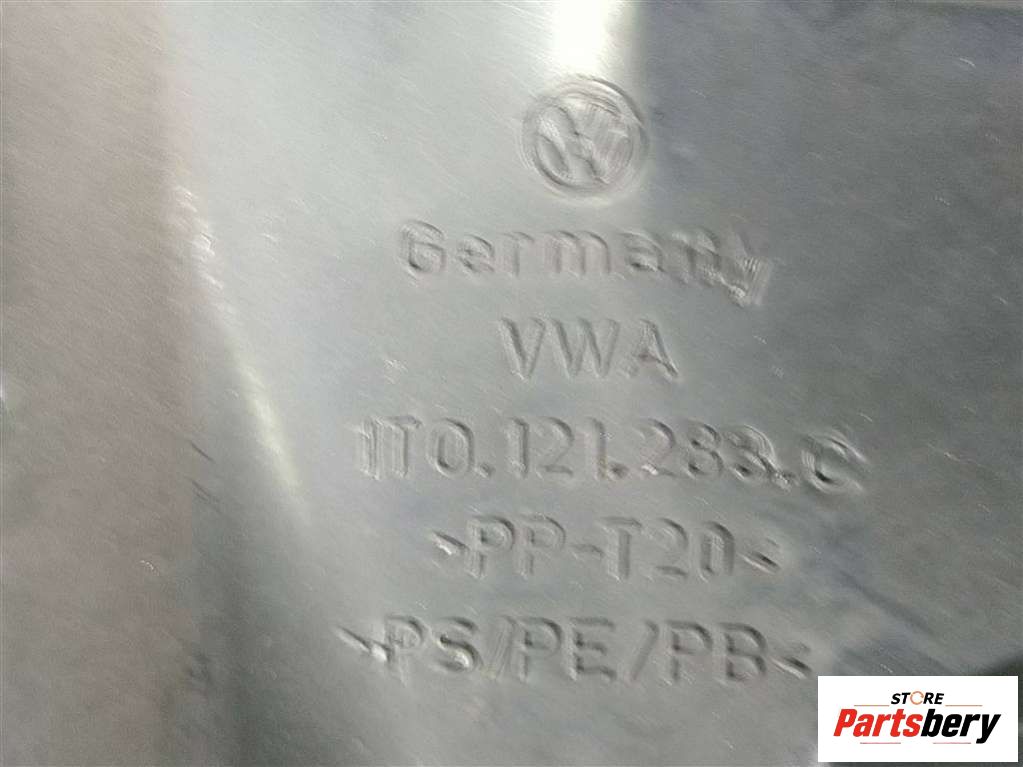 Germany
VWA
1T0.121.283.C
>PP-T20<
>PS/PE/PB<
STORE
Partsbery